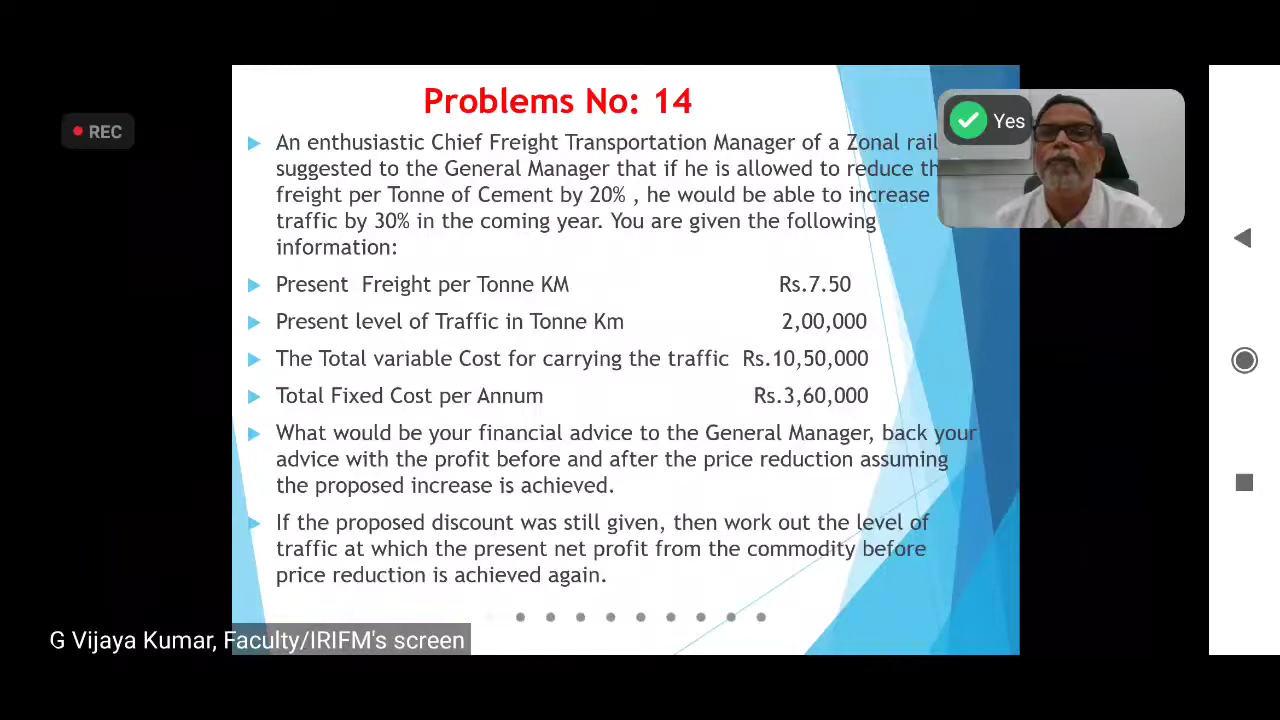 Problems No: 14
REC
Yes
An enthusiastic Chief Freight Transportation Manager of a Zonal rail
suggested to the General Manager that if he is allowed to reduce th
freight per Tonne of Cement by 20% , he would be able to increase
traffic by 30% in the coming year. You are given the following
information:
Present Freight per Tonne KM Rs.7.50
Present level of Traffic in Tonne Km 2,00,000
The Total variable Cost for carrying the traffic Rs.10,50,000
Total Fixed Cost per Annum Rs.3,60,000
What would be your financial advice to the General Manager, back your
advice with the profit before and after the price reduction assuming
the proposed increase is achieved.
If the proposed discount was still given, then work out the level of
traffic at which the present net profit from the commodity before
price reduction is achieved again.
G Vijaya Kumar, Faculty/IRIFM's screen